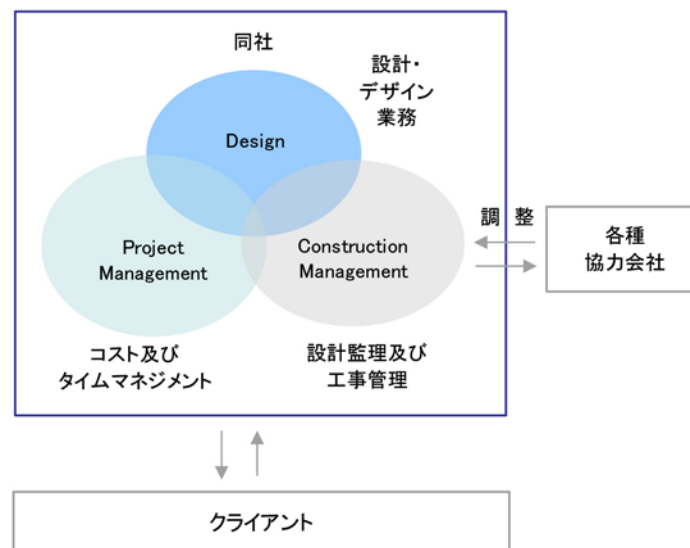 同社
設計・
デザイン
業務
Design
Project
Management
Construction
Management
調 整
各種
協力会社
コスト及び
タイムマネジメント
設計監理及び
工事管理
クライアント